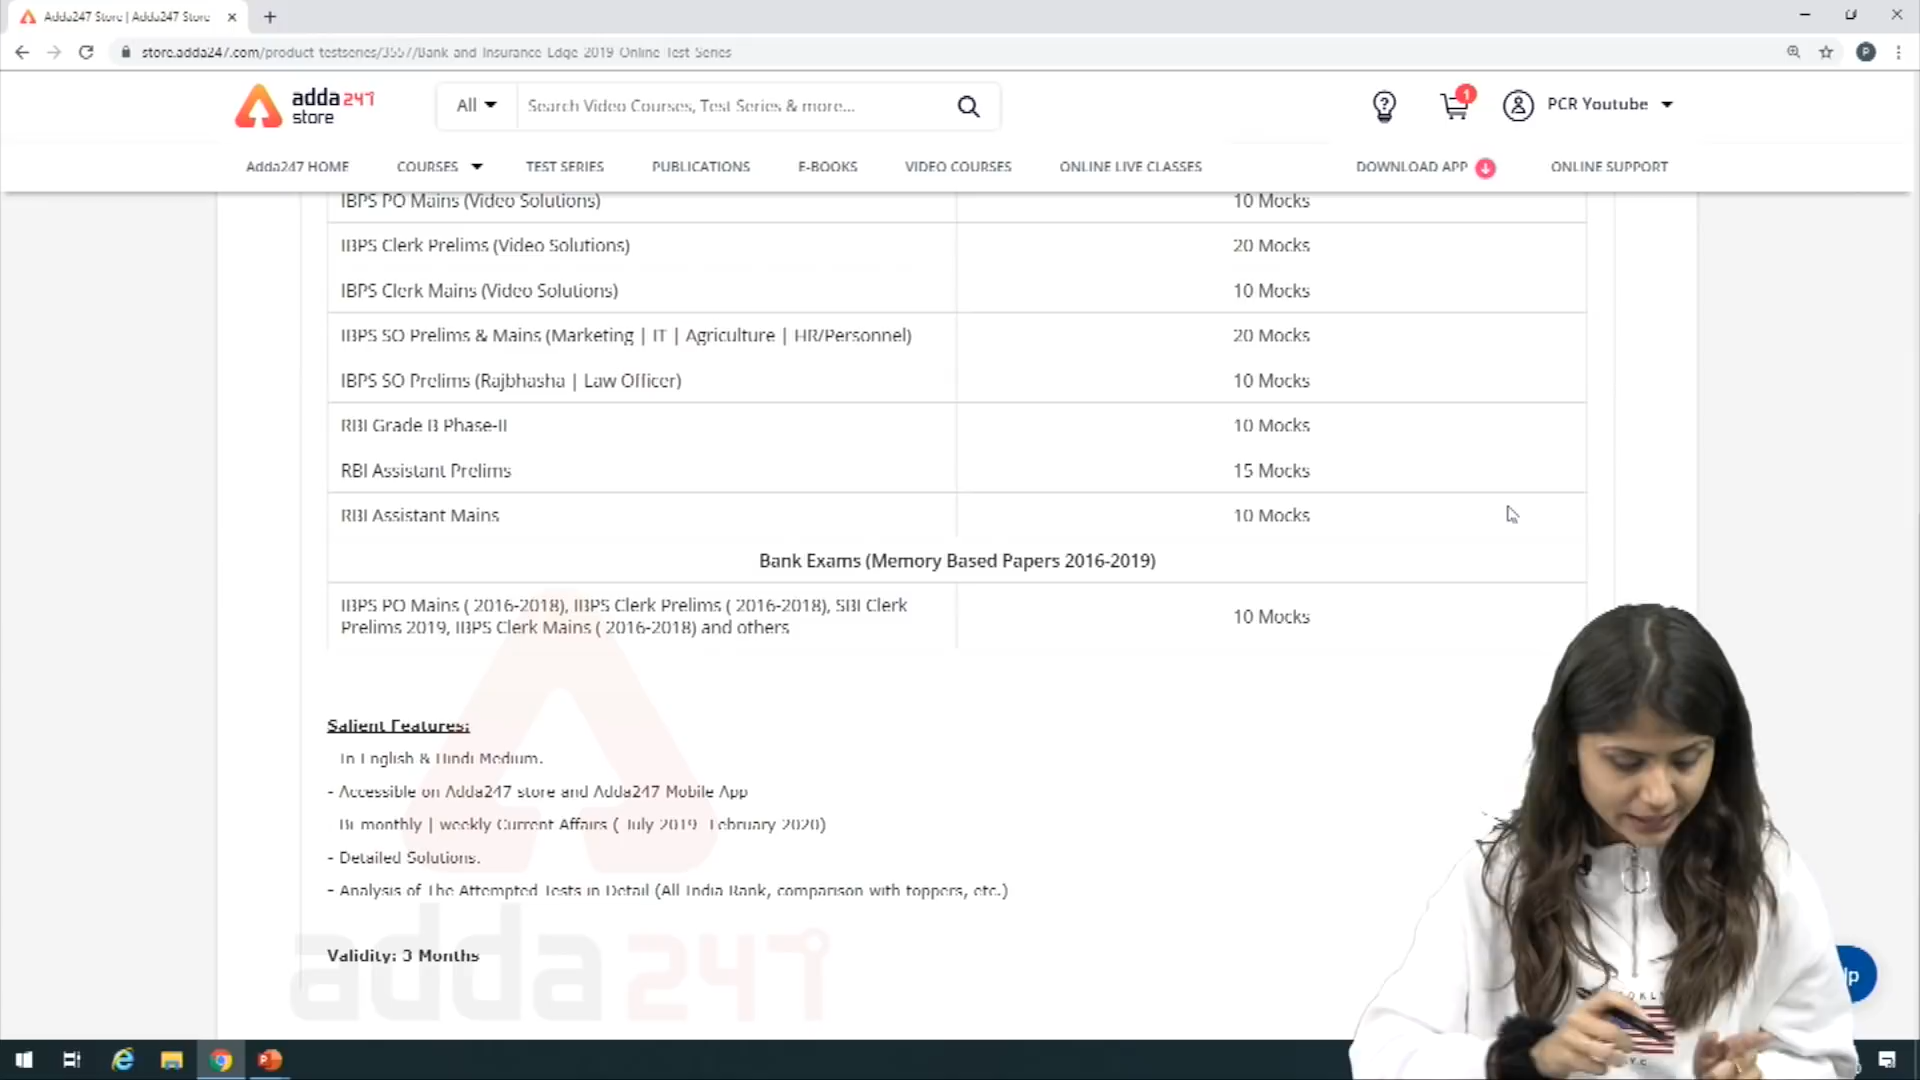 Adda247 Store | Adda247 Store
store.adda247.com/product-testseries/3557/Bank-and-Insurance-Edge-2019-Online-Test-Series
P
adda 247
store
All
Search Video Courses, Test Series & more...
1
PCR Youtube
Adda247 HOME
COURSES
TEST SERIES
PUBLICATIONS
E-BOOKS
VIDEO COURSES
ONLINE LIVE CLASSES
DOWNLOAD APP
ONLINE SUPPORT
IBPS PO Mains (Video Solutions) 10 Mocks
IBPS Clerk Prelims (Video Solutions) 20 Mocks
IBPS Clerk Mains (Video Solutions) 10 Mocks
IBPS SO Prelims & Mains (Marketing | IT | Agriculture | HR/Personnel) 20 Mocks
IBPS SO Prelims (Rajbhasha | Law Officer) 10 Mocks
RBI Grade B Phase-II 10 Mocks
RBI Assistant Prelims 15 Mocks
RBI Assistant Mains 10 Mocks
Bank Exams (Memory Based Papers 2016-2019)
IBPS PO Mains ( 2016-2018), IBPS Clerk Prelims ( 2016-2018), SBI Clerk
Prelims 2019, IBPS Clerk Mains ( 2016-2018) and others
10 Mocks
Salient Features:
- In English & Hindi Medium.
- Accessible on Adda247 store and Adda247 Mobile App
- Bi-monthly | weekly Current Affairs ( July 2019- February 2020)
- Detailed Solutions.
- Analysis of The Attempted Tests in Detail (All India Rank, comparison with toppers, etc.)
Validity: 3 Months
adda 247